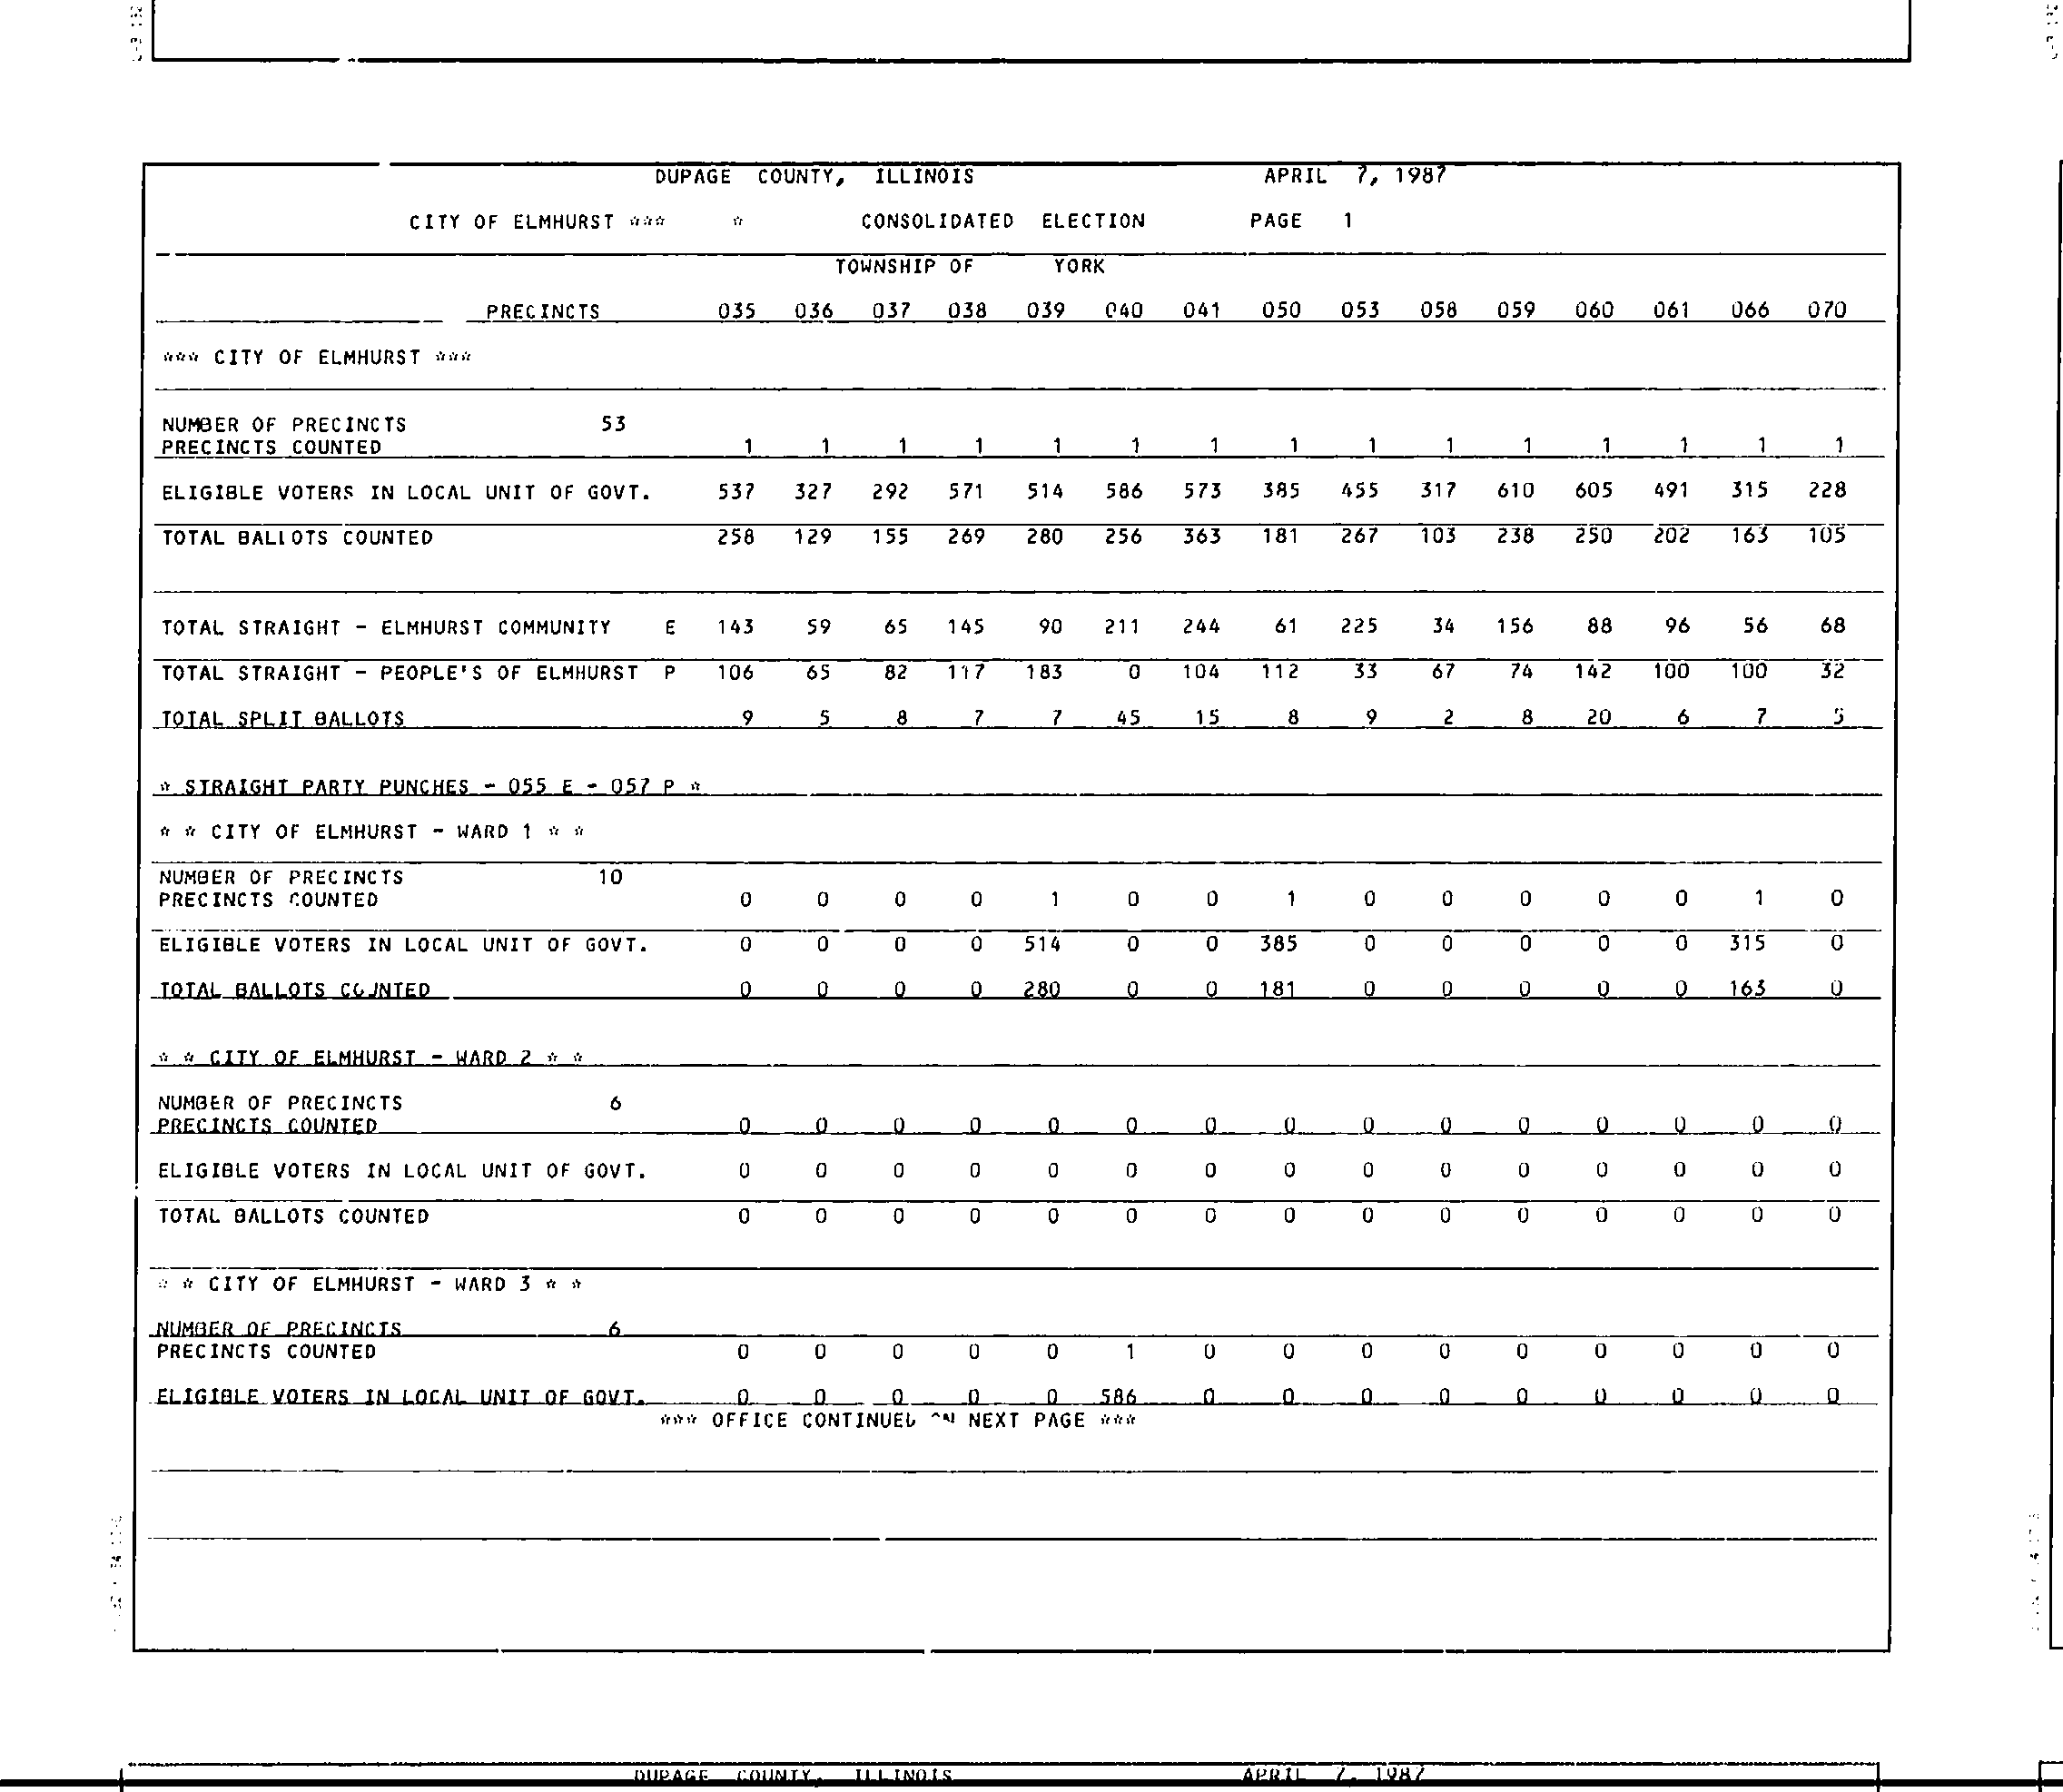 DUPAGE COUNTY, ILLINOIS APRIL 7, 1987
CITY OF ELMHURST *** * CONSOLIDATED ELECTION PAGE 1
TOWNSHIP OF YORK
PRECINCTS 035 036 037 038 039 040 041 050 053 058 059 060 061 066 070
*** CITY OF ELMHURST ***
NUMBER OF PRECINCTS 53
PRECINCTS COUNTED 1 1 1 1 1 1 1 1 1 1 1 1 1 1 1
ELIGIBLE VOTERS IN LOCAL UNIT OF GOVT. 537 327 292 571 514 586 573 385 455 317 610 605 491 315 228
TOTAL BALLOTS COUNTED 258 129 155 269 280 256 363 181 267 103 238 250 202 163 105
TOTAL STRAIGHT - ELMHURST COMMUNITY E 143 59 65 145 90 211 244 61 225 34 156 88 96 56 68
TOTAL STRAIGHT - PEOPLE'S OF ELMHURST P 106 65 82 117 183 0 104 112 33 67 74 142 100 100 32
TOTAL SPLIT BALLOTS 9 5 8 7 7 45 15 8 9 2 8 20 6 7 5
* STRAIGHT PARTY PUNCHES - 055 E - 057 P *
* * CITY OF ELMHURST - WARD 1 * *
NUMBER OF PRECINCTS 10
PRECINCTS COUNTED 0 0 0 0 1 0 0 1 0 0 0 0 0 1 0
ELIGIBLE VOTERS IN LOCAL UNIT OF GOVT. 0 0 0 0 514 0 0 385 0 0 0 0 0 315 0
TOTAL BALLOTS COUNTED 0 0 0 0 280 0 0 181 0 0 0 0 0 163 0
* * CITY OF ELMHURST - WARD 2 * *
NUMBER OF PRECINCTS 6
PRECINCTS COUNTED 0 0 0 0 0 0 0 0 0 0 0 0 0 0 0
ELIGIBLE VOTERS IN LOCAL UNIT OF GOVT. 0 0 0 0 0 0 0 0 0 0 0 0 0 0 0
TOTAL BALLOTS COUNTED 0 0 0 0 0 0 0 0 0 0 0 0 0 0 0
* * CITY OF ELMHURST - WARD 3 * *
NUMBER OF PRECINCTS 6
PRECINCTS COUNTED 0 0 0 0 0 1 0 0 0 0 0 0 0 0 0
ELIGIBLE VOTERS IN LOCAL UNIT OF GOVT. 0 0 0 0 0 586 0 0 0 0 0 0 0 0 0
*** OFFICE CONTINUED ON NEXT PAGE ***
DUPAGE COUNTY, ILLINOIS APRIL 7, 1987